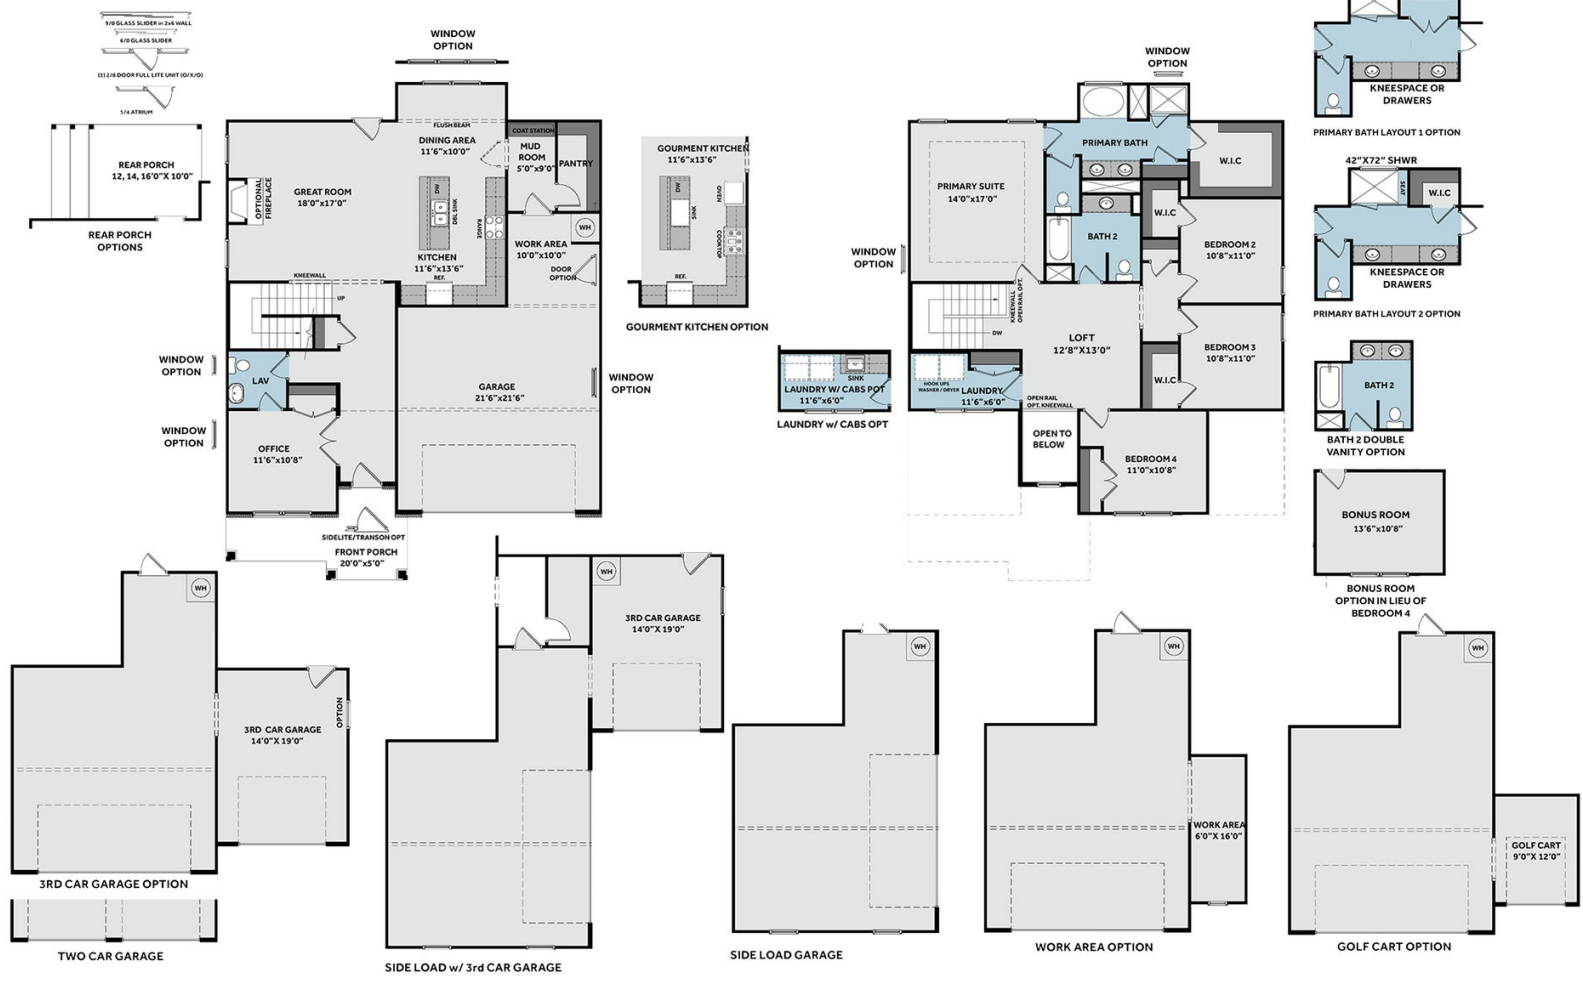 9/0 GLASS SLIDER in 2x6 WALL
6/0 GLASS SLIDER
(1) 2/8 DOOR FULL LITE UNIT (O/X/O)
5/4 ATRIUM
REAR PORCH
12, 14, 16'0"X 10'0"
REAR PORCH
OPTIONS
WINDOW
OPTION
FLUSH BEAM
DINING AREA
11'6"x10'0"
COAT STATION
MUD
ROOM
5'0"x9'0"
PANTRY
GREAT ROOM
18'0"x17'0"
OPTIONAL
FIREPLACE
DW
DBL SINK
RANGE
KITCHEN
11'6"x13'6"
REF.
WORK AREA
10'0"x10'0"
WH
DOOR
OPTION
KNEEWALL
UP
WINDOW
OPTION
LAV
WINDOW
OPTION
OFFICE
11'6"x10'8"
GARAGE
21'6"x21'6"
WINDOW
OPTION
SIDELITE/TRANSON OPT
FRONT PORCH
20'0"x5'0"
GOURMENT KITCHEN
11'6"x13'6"
DW
SINK
OVEN
COOKTOP
REF.
GOURMENT KITCHEN OPTION
SINK
LAUNDRY W/ CABS POT
11'6"x6'0"
LAUNDRY w/ CABS OPT
WINDOW
OPTION
PRIMARY BATH
W.I.C
PRIMARY SUITE
14'0"x17'0"
W.I.C
BATH 2
BEDROOM 2
10'8"x11'0"
WINDOW
OPTION
KNEEWALL
OPEN RAIL OPT.
DW
LOFT
12'8"X13'0"
BEDROOM 3
10'8"x11'0"
W.I.C
HOOK UPS
WASHER / DRYER
LAUNDRY
11'6"x6'0"
OPEN RAIL
OPT. KNEEWALL
OPEN TO
BELOW
BEDROOM 4
11'0"x10'8"
KNEESPACE OR
DRAWERS
PRIMARY BATH LAYOUT 1 OPTION
42"X72" SHWR
SEAT
W.I.C
KNEESPACE OR
DRAWERS
PRIMARY BATH LAYOUT 2 OPTION
BATH 2
BATH 2 DOUBLE
VANITY OPTION
BONUS ROOM
13'6"x10'8"
BONUS ROOM
OPTION IN LIEU OF
BEDROOM 4
WH
3RD CAR GARAGE
14'0"X 19'0"
OPTION
3RD CAR GARAGE OPTION
TWO CAR GARAGE
WH
3RD CAR GARAGE
14'0"X 19'0"
SIDE LOAD w/ 3rd CAR GARAGE
WH
SIDE LOAD GARAGE
WH
WORK AREA
6'0"X 16'0"
WORK AREA OPTION
WH
GOLF CART
9'0"X 12'0"
GOLF CART OPTION